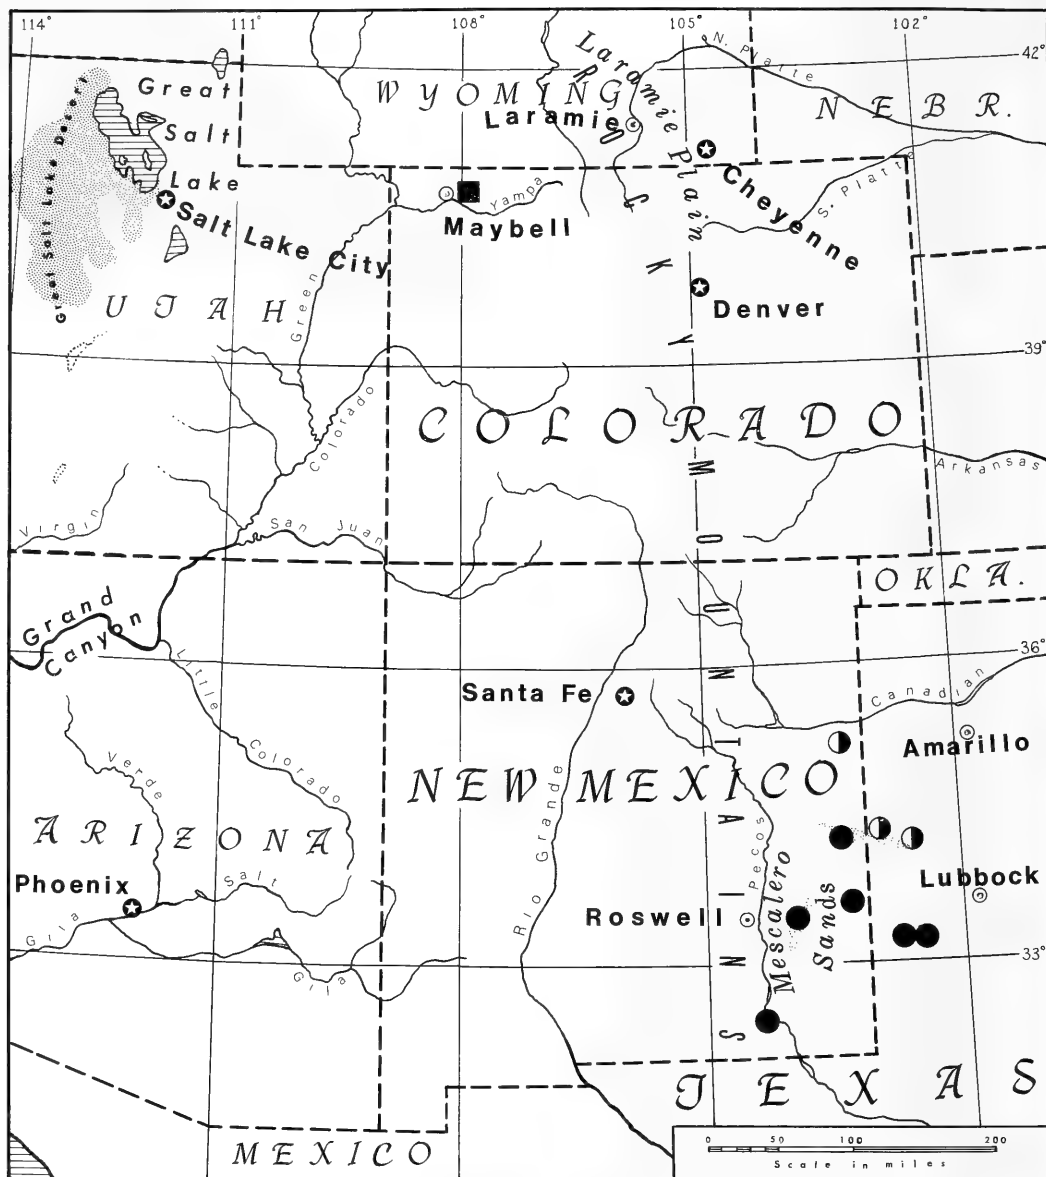 114° 111° 108° 105° 102°
42°
N. Platte
Laramie Plain
Great
Salt
Lake
WYOMING
NEBR.
Laramie
Great Salt Lake Desert
S. Platte
Cheyenne
Yampa
Maybell
Salt Lake City
UTAH
Green
Denver
ROCKY MOUNTAINS
39°
Colorado
COLORADO
Arkansas
Virgin
San Juan
OKLA.
Grand
Canyon
36°
Little Colorado
Santa Fe
Canadian
Amarillo
Verde
NEW MEXICO
Rio Grande
Pecos
ARIZONA
Phoenix
Salt
Gila
Lubbock
Roswell
Mescalero
Sands
33°
Gila
TEXAS
MEXICO
0 50 100 200
Scale in miles